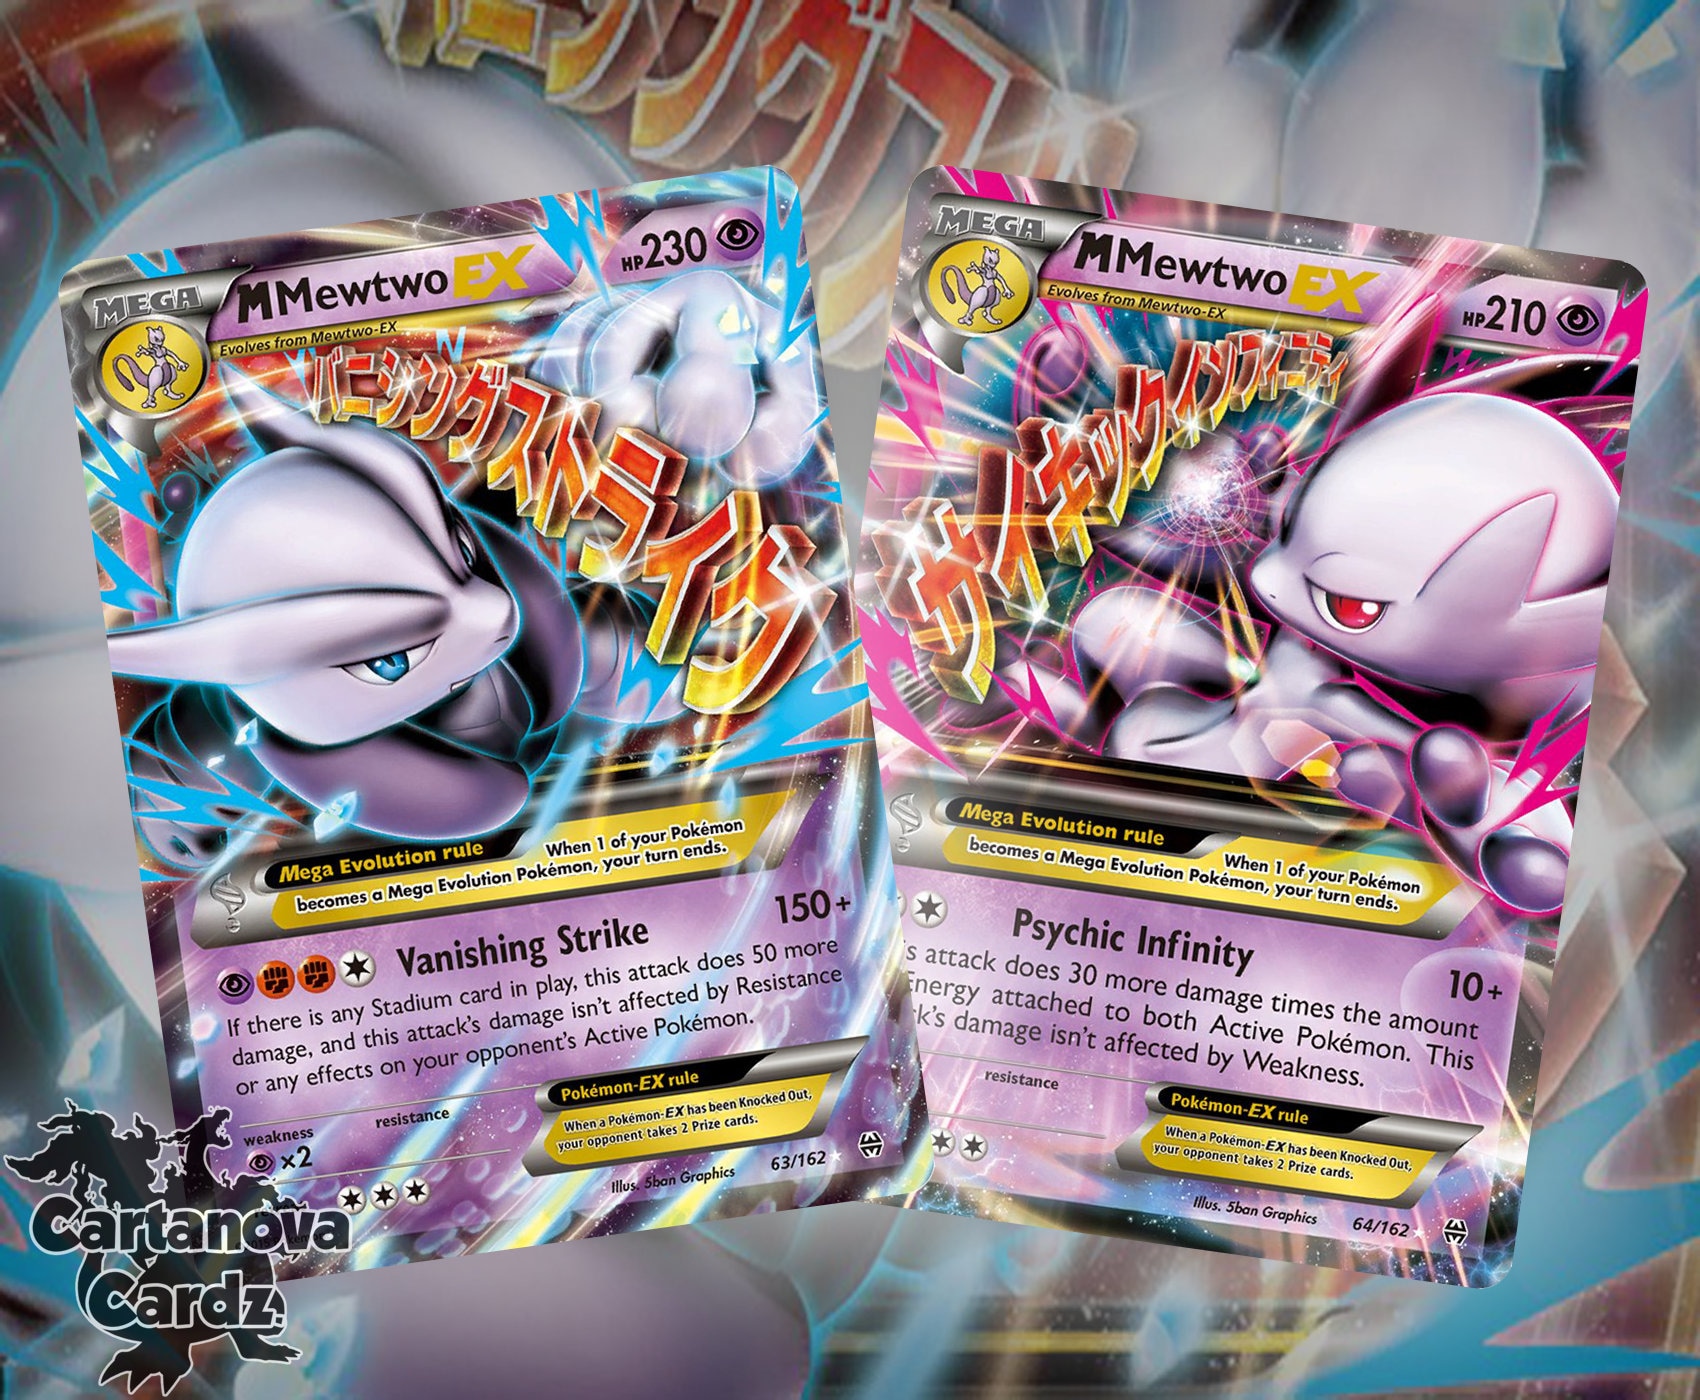 MEGA
MMewtwoEX
HP230
Evolves from Mewtwo-EX
バニシングストライク
Mega Evolution rule
When 1 of your Pokémon
becomes a Mega Evolution Pokémon, your turn ends.
Vanishing Strike 150+
If there is any Stadium card in play, this attack does 50 more
damage, and this attack's damage isn't affected by Resistance
or any effects on your opponent's Active Pokémon.
weakness
resistance
×2
Pokémon-EX rule
When a Pokémon-EX has been Knocked Out,
your opponent takes 2 Prize cards.
Illus. 5ban Graphics
63/162
MEGA
MMewtwoEX
HP210
Evolves from Mewtwo-EX
サイキックインフィニティ
Mega Evolution rule
When 1 of your Pokémon
becomes a Mega Evolution Pokémon, your turn ends.
Psychic Infinity 10+
s attack does 30 more damage times the amount
Energy attached to both Active Pokémon. This
ck's damage isn't affected by Weakness.
resistance
Pokémon-EX rule
When a Pokémon-EX has been Knocked Out,
your opponent takes 2 Prize cards.
Illus. 5ban Graphics
64/162
Cartanova
Cardz